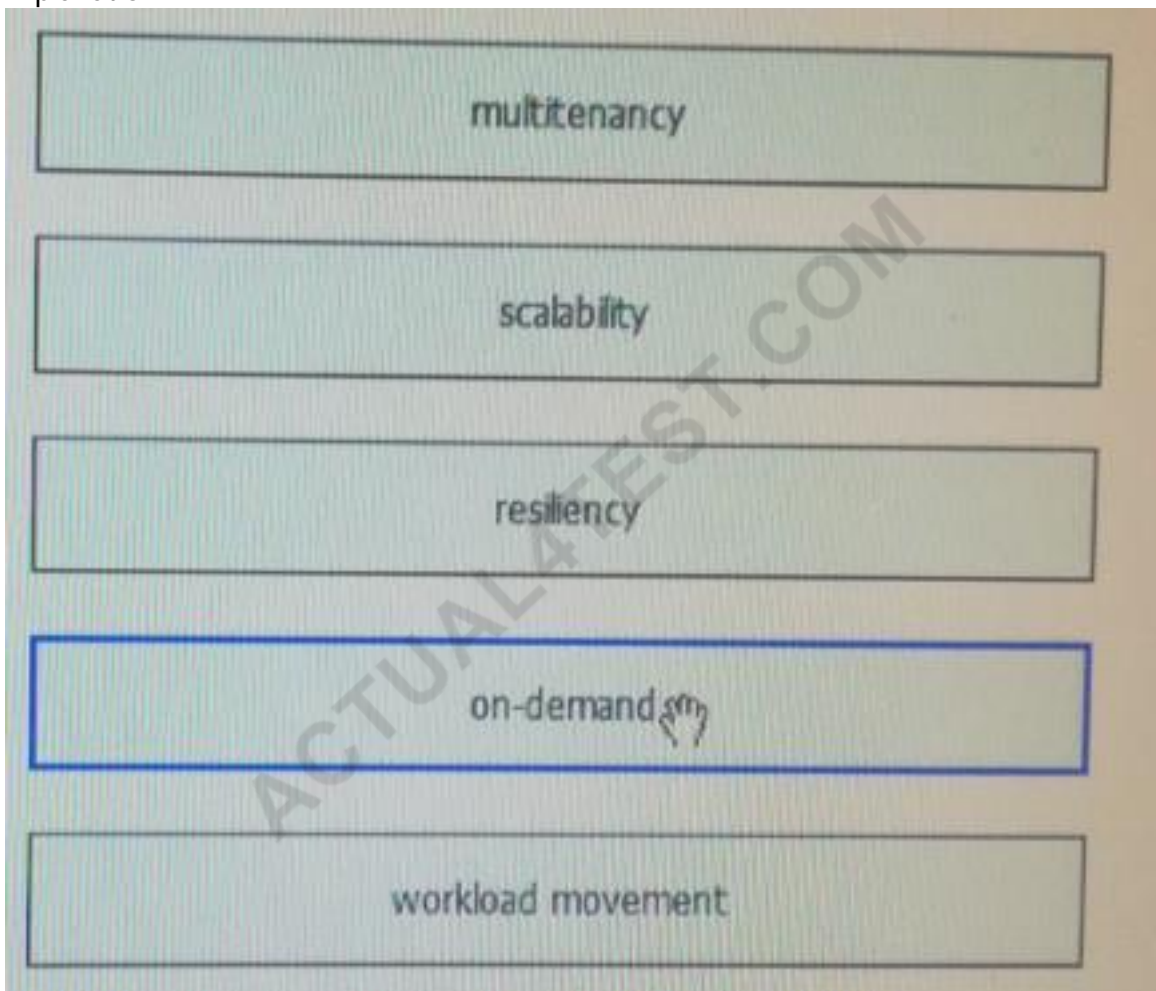 multitenancy
scalability
resiliency
on-demand
workload movement
ACTUAL4TEST.COM